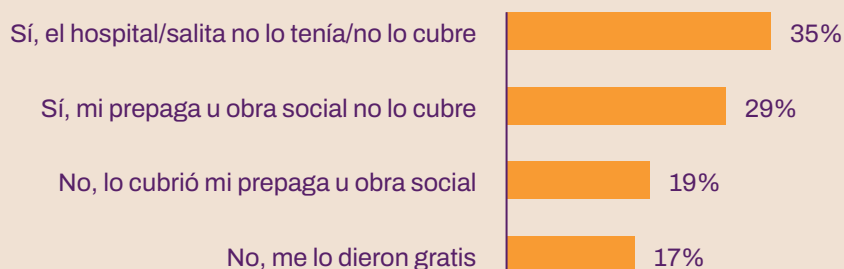 Sí, el hospital/salita no lo tenía/no lo cubre 35%
Sí, mi prepaga u obra social no lo cubre 29%
No, lo cubrió mi prepaga u obra social 19%
No, me lo dieron gratis 17%